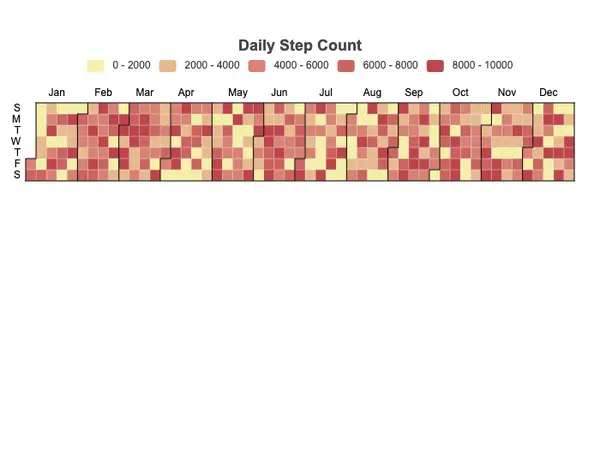 Daily Step Count
0 - 2000 2000 - 4000 4000 - 6000 6000 - 8000 8000 - 10000
Jan Feb Mar Apr May Jun Jul Aug Sep Oct Nov Dec
S
M
T
W
T
F
S